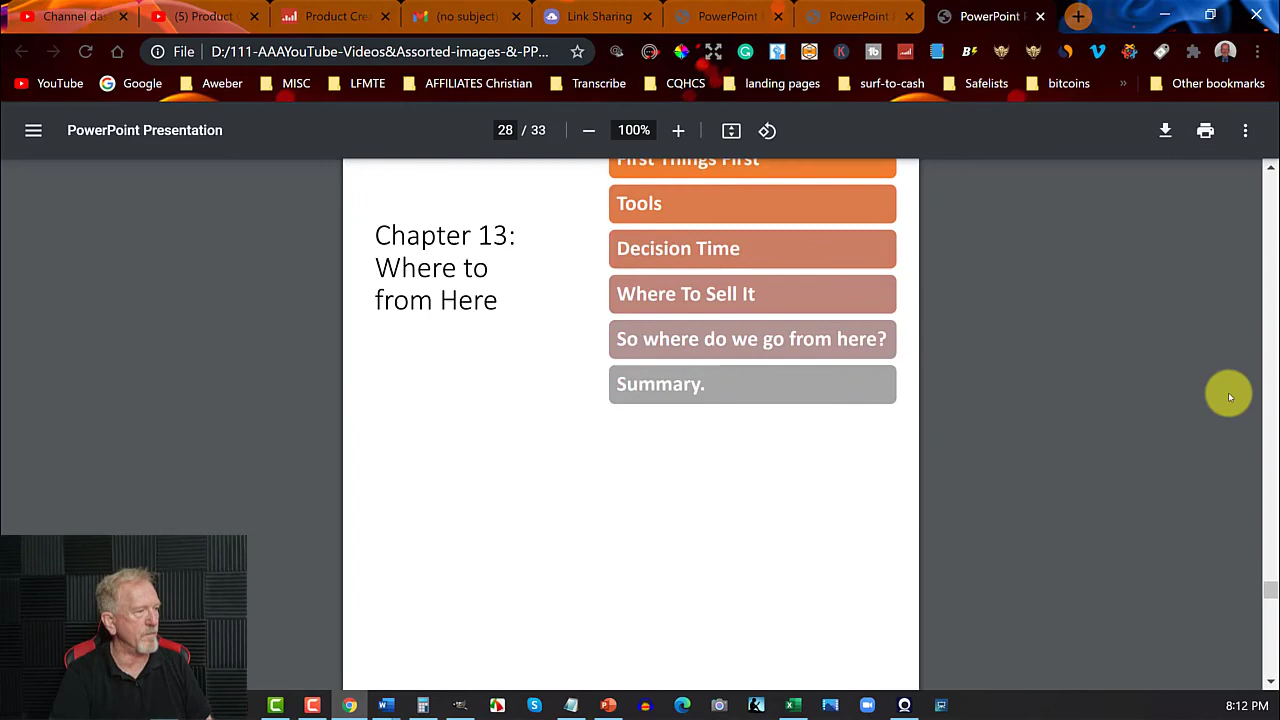 Channel das
(5) Product (
Product Crea
(no subject)
Link Sharing
PowerPoint
PowerPoint
PowerPoint P
File
D:/111-AAAYouTube-Videos&Assorted-images-&-PP...
YouTube
Google
Aweber
MISC
LFMTE
AFFILIATES Christian
Transcribe
CQHCS
landing pages
surf-to-cash
Safelists
bitcoins
»
Other bookmarks
PowerPoint Presentation
28 / 33
100%
First Things First
Tools
Chapter 13:
Where to
from Here
Decision Time
Where To Sell It
So where do we go from here?
Summary.
8:12 PM